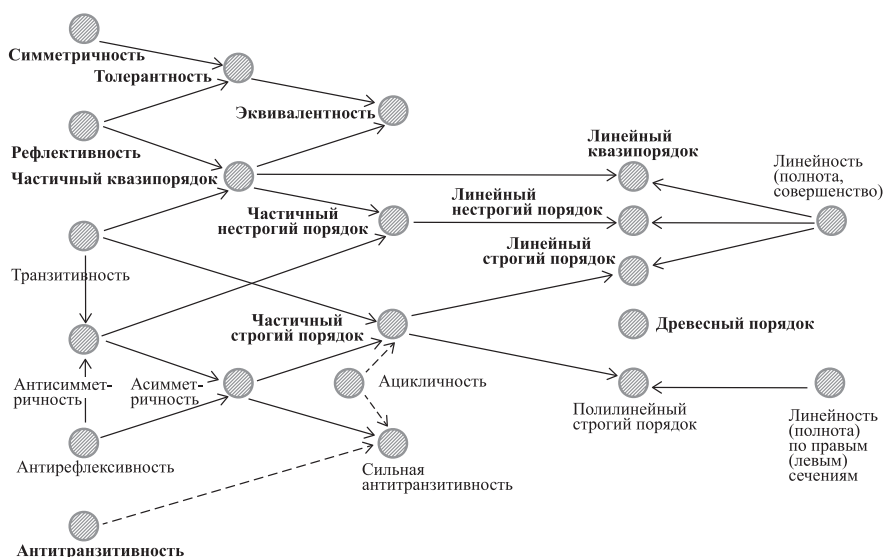 Симметричность
Толерантность
Эквивалентность
Рефлективность
Частичный квазипорядок
Линейный
квазипорядок
Линейность
(полнота,
совершенство)
Частичный
нестрогий порядок
Линейный
нестрогий порядок
Линейный
строгий порядок
Транзитивность
Частичный
строгий порядок
Древесный порядок
Антисиммет-
ричность
Асиммет-
ричность
Ацикличность
Полилинейный
строгий порядок
Линейность
(полнота)
по правым
(левым)
сечениям
Антирефлексивность
Сильная
антитранзитивность
Антитранзитивность